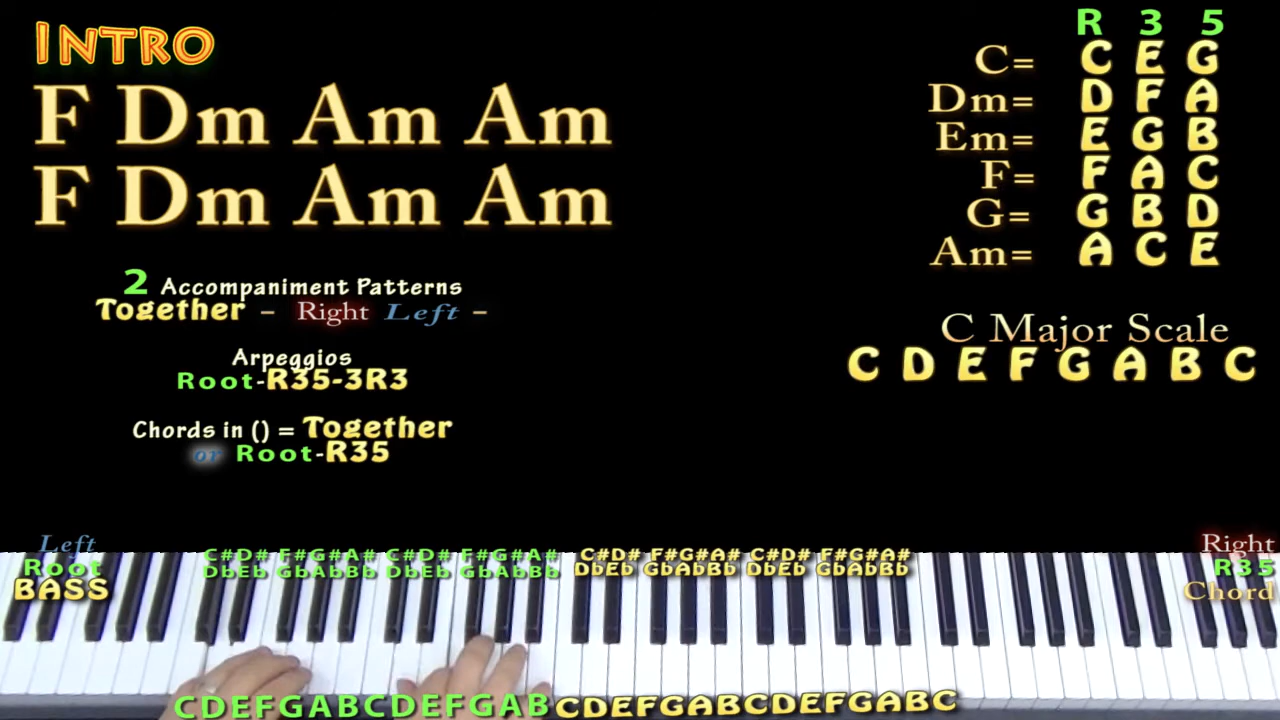 INTRO
F Dm Am Am
F Dm Am Am
2 Accompaniment Patterns
Together - Right Left -
Arpeggios
Root-R35-3R3
Chords in () = Together
or Root-R35
R 3 5
C= C E G
Dm= D F A
Em= E G B
F= F A C
G= G B D
Am= A C E
C Major Scale
C D E F G A B C
Left
Root
BASS
C#D# F#G#A# C#D# F#G#A# C#D# F#G#A# C#D# F#G#A#
DbEb GbAbBb DbEb GbAbBb DbEb GbAbBb DbEb GbAbBb
Right
R35
Chord
CDEFGABCDEFGABCDEFGABCDEFGABC